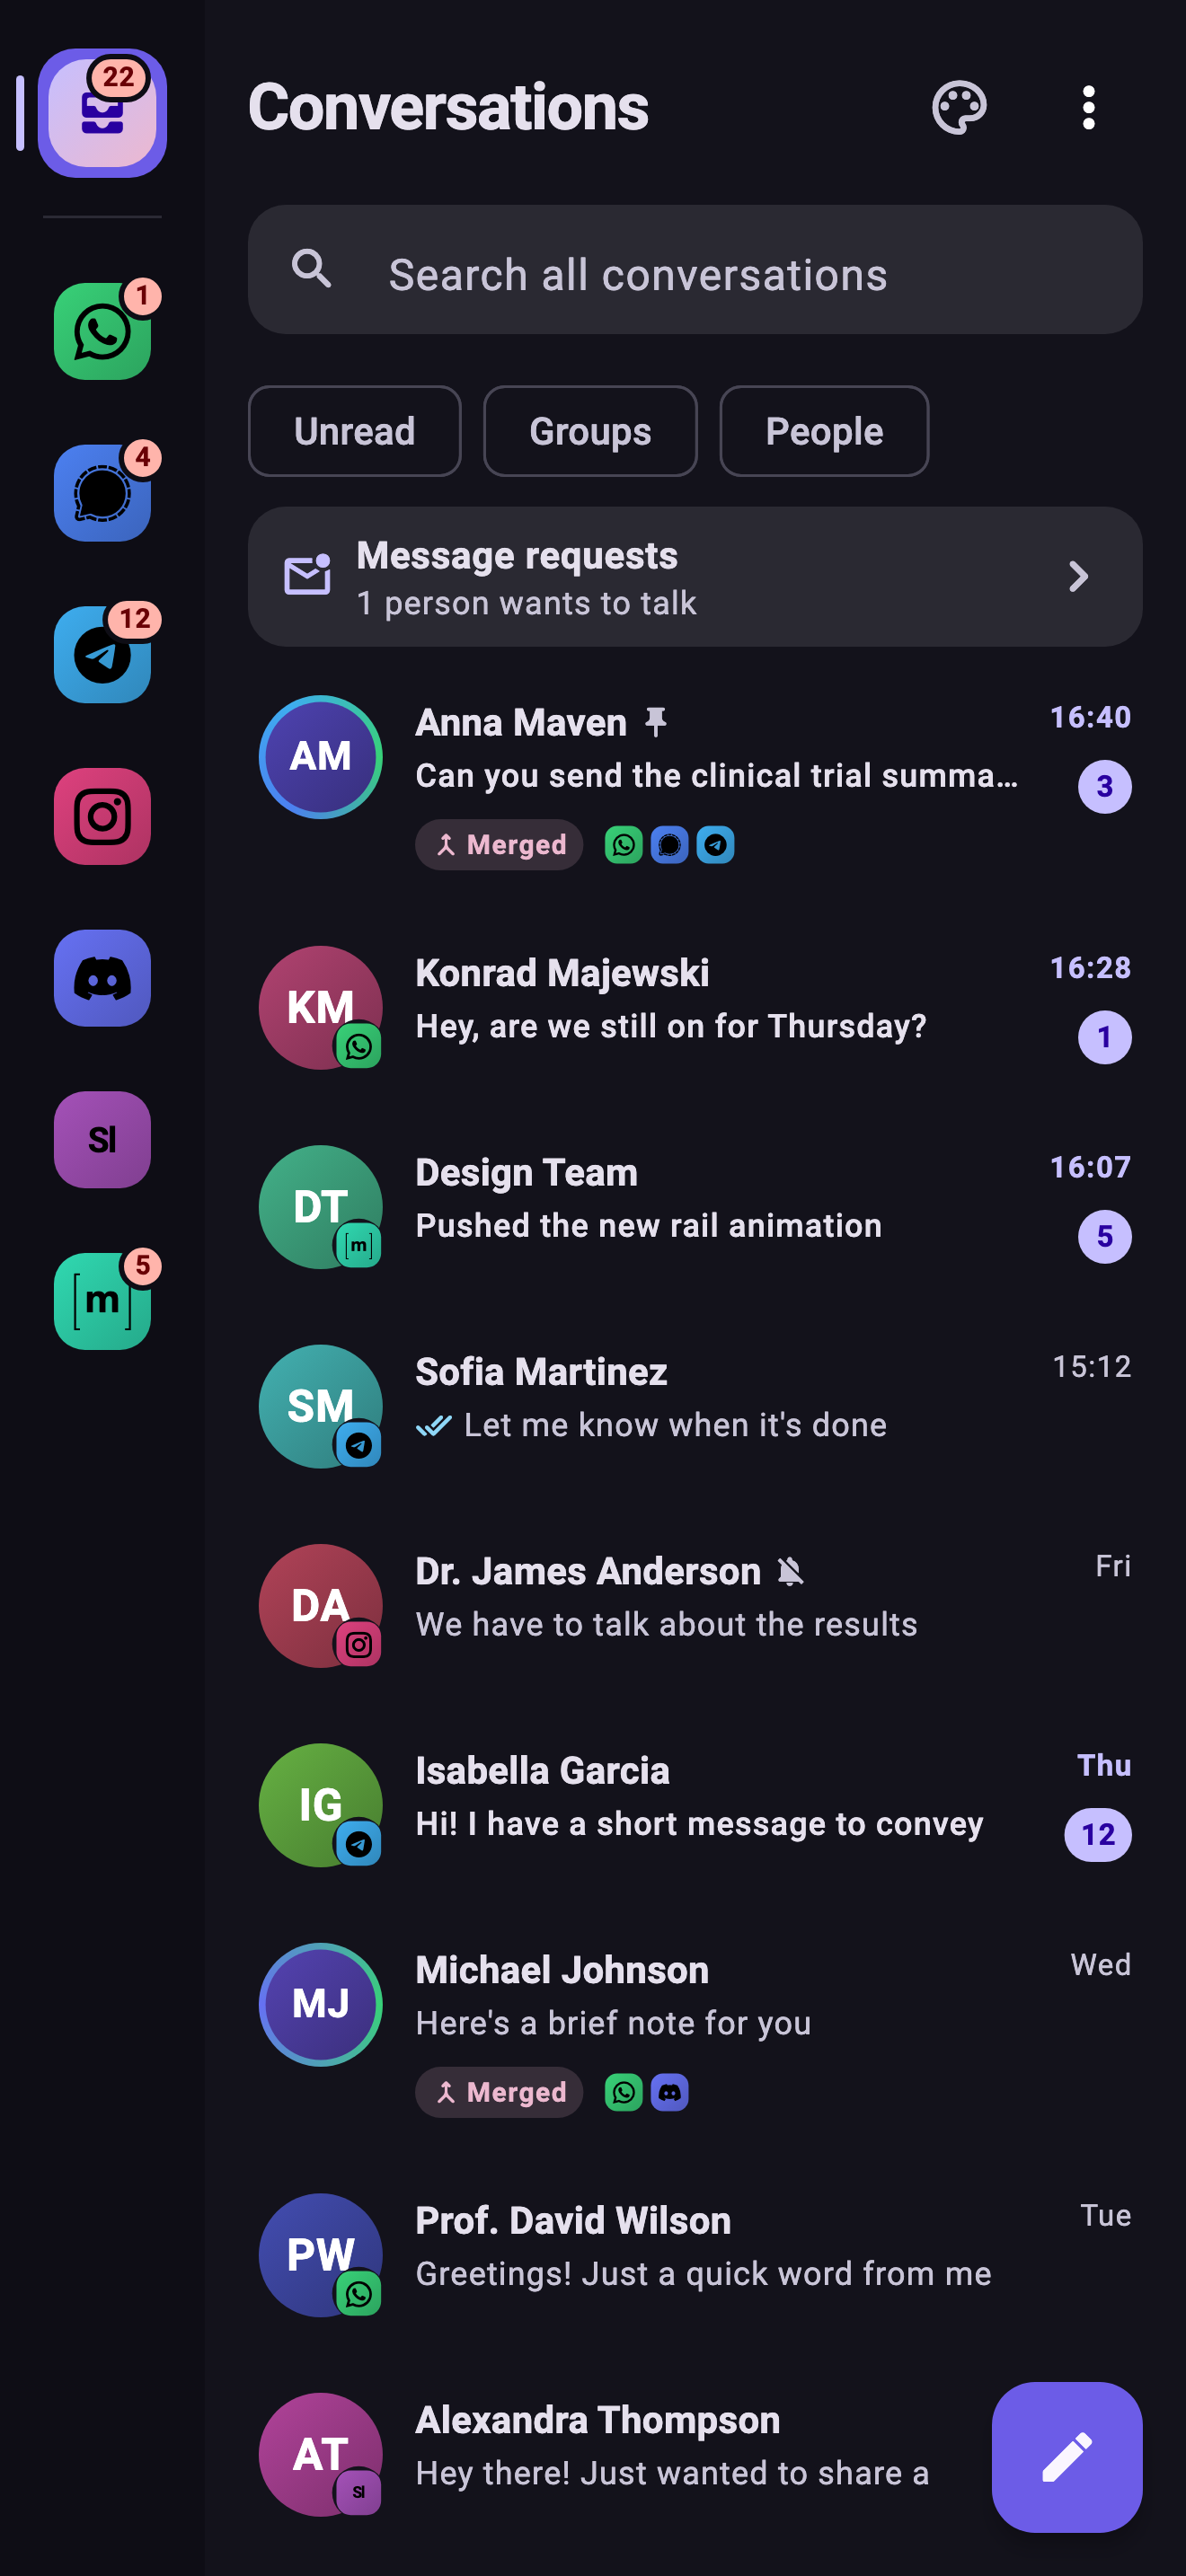 22
Conversations
Search all conversations
1
Unread
Groups
People
4
Message requests
1 person wants to talk
12
AM
Anna Maven
16:40
Can you send the clinical trial summa...
3
Merged
KM
Konrad Majewski
16:28
Hey, are we still on for Thursday?
1
Sl
DT
Design Team
16:07
Pushed the new rail animation
5
[m]
5
[m]
SM
Sofia Martinez
15:12
Let me know when it's done
DA
Dr. James Anderson
Fri
We have to talk about the results
IG
Isabella Garcia
Thu
Hi! I have a short message to convey
12
MJ
Michael Johnson
Wed
Here's a brief note for you
Merged
PW
Prof. David Wilson
Tue
Greetings! Just a quick word from me
AT
Alexandra Thompson
Hey there! Just wanted to share a
Sl